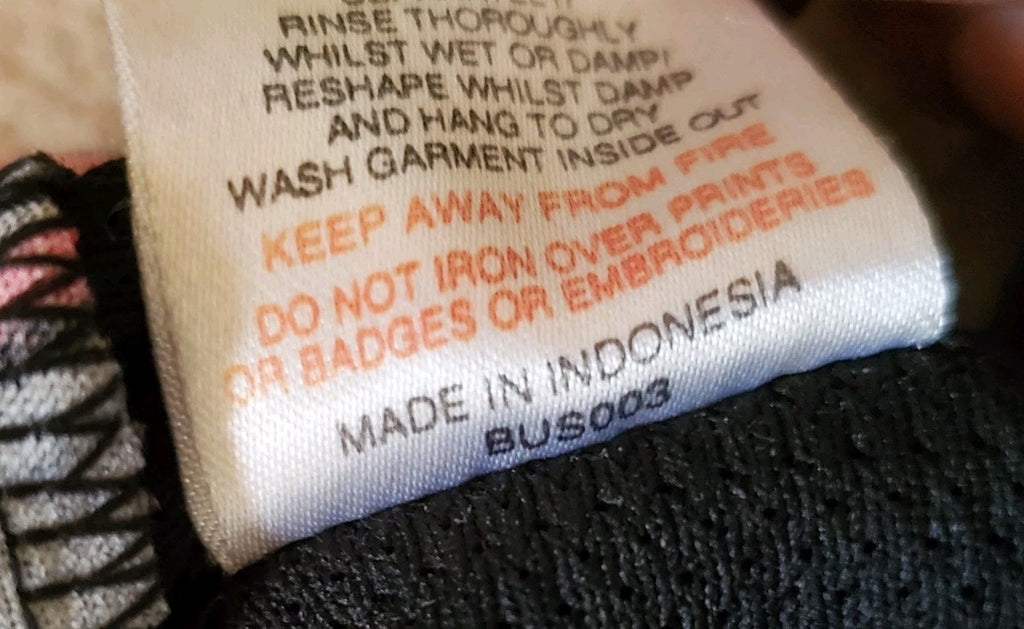 RINSE THOROUGHLY
WHILST WET OR DAMP!
RESHAPE WHILST DAMP
AND HANG TO DRY
WASH GARMENT INSIDE OUT
KEEP AWAY FROM FIRE
DO NOT IRON OVER PRINTS
OR BADGES OR EMBROIDERIES
MADE IN INDONESIA
BUS003